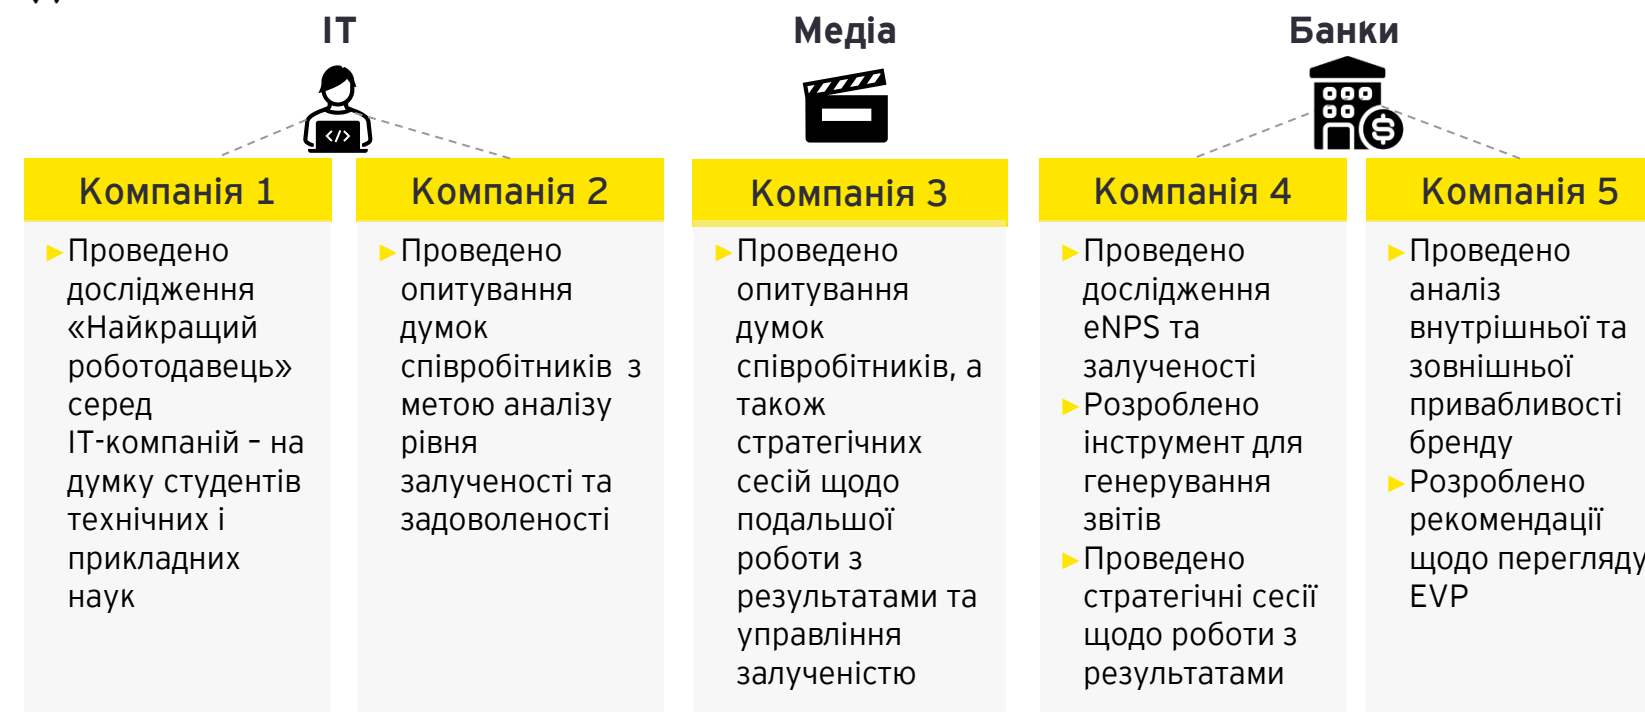 ІТ
Медіа
Банки
</>
$
Компанія 1
►Проведено
дослідження
«Найкращий
роботодавець»
серед
ІТ-компаній – на
думку студентів
технічних і
прикладних
наук
Компанія 2
►Проведено
опитування
думок
співробітників з
метою аналізу
рівня
залученості та
задоволеності
Компанія 3
►Проведено
опитування
думок
співробітників, а
також
стратегічних
сесій щодо
подальшої
роботи з
результатами та
управління
залученістю
Компанія 4
►Проведено
дослідження
eNPS та
залученості
►Розроблено
інструмент для
генерування
звітів
►Проведено
стратегічні сесії
щодо роботи з
результатами
Компанія 5
►Проведено
аналіз
внутрішньої та
зовнішньої
привабливості
бренду
►Розроблено
рекомендації
щодо перегляду
EVP